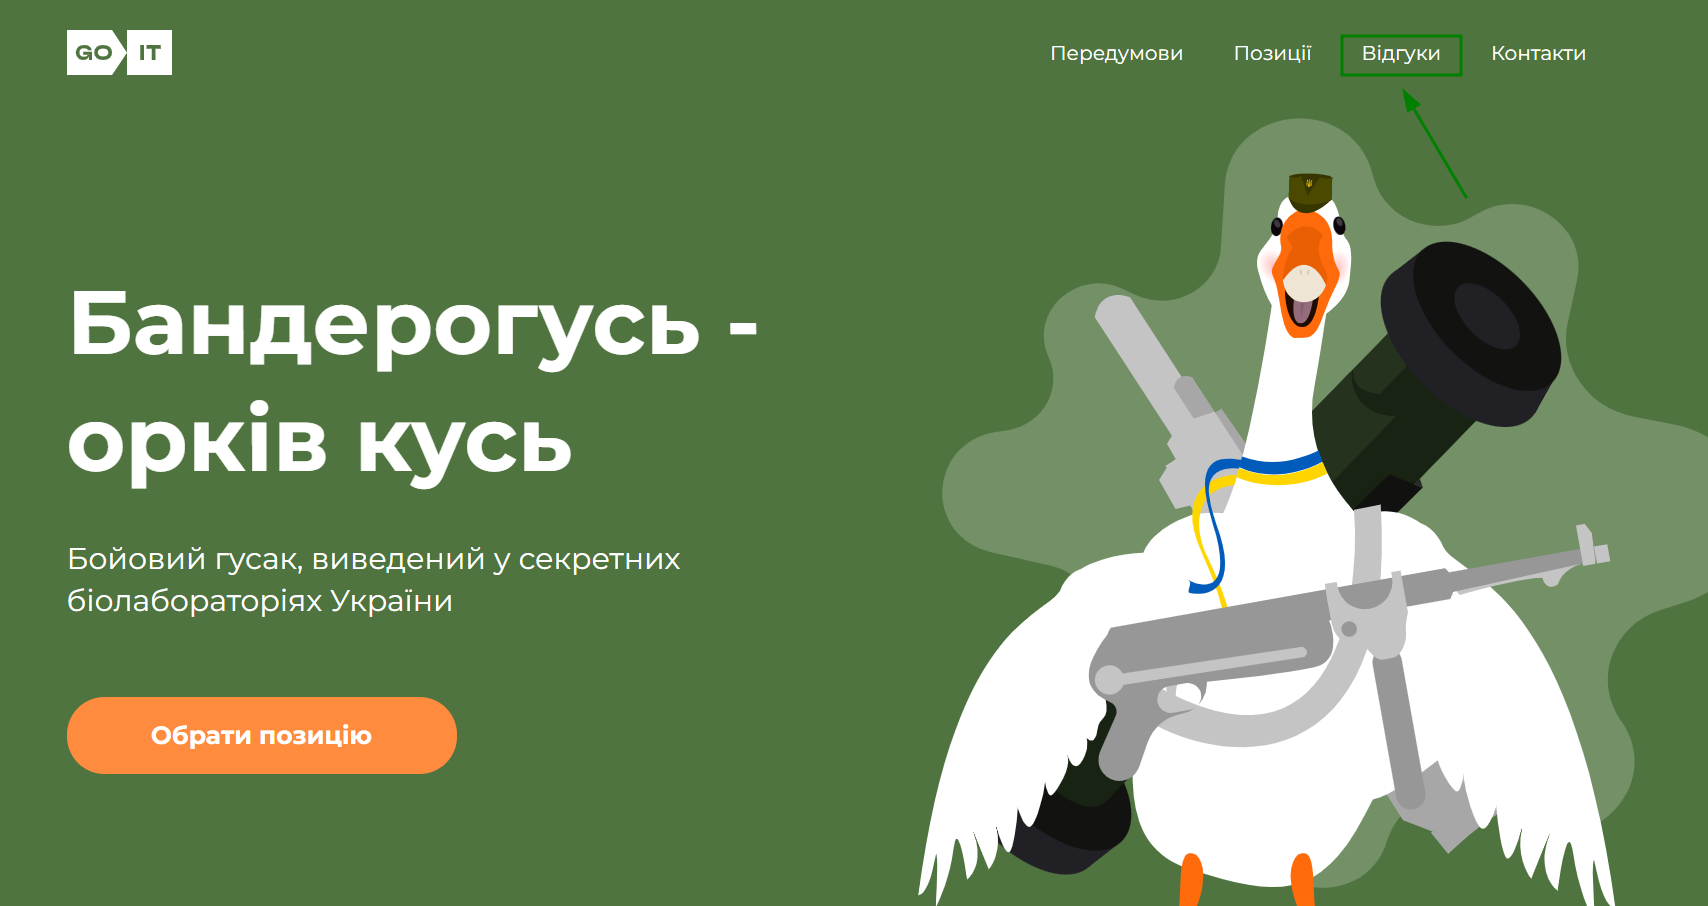 GO IT
Передумови Позиції Відгуки Контакти
Бандерогусь -
орків кусь
Бойовий гусак, виведений у секретних
біолабораторіях України
Обрати позицію